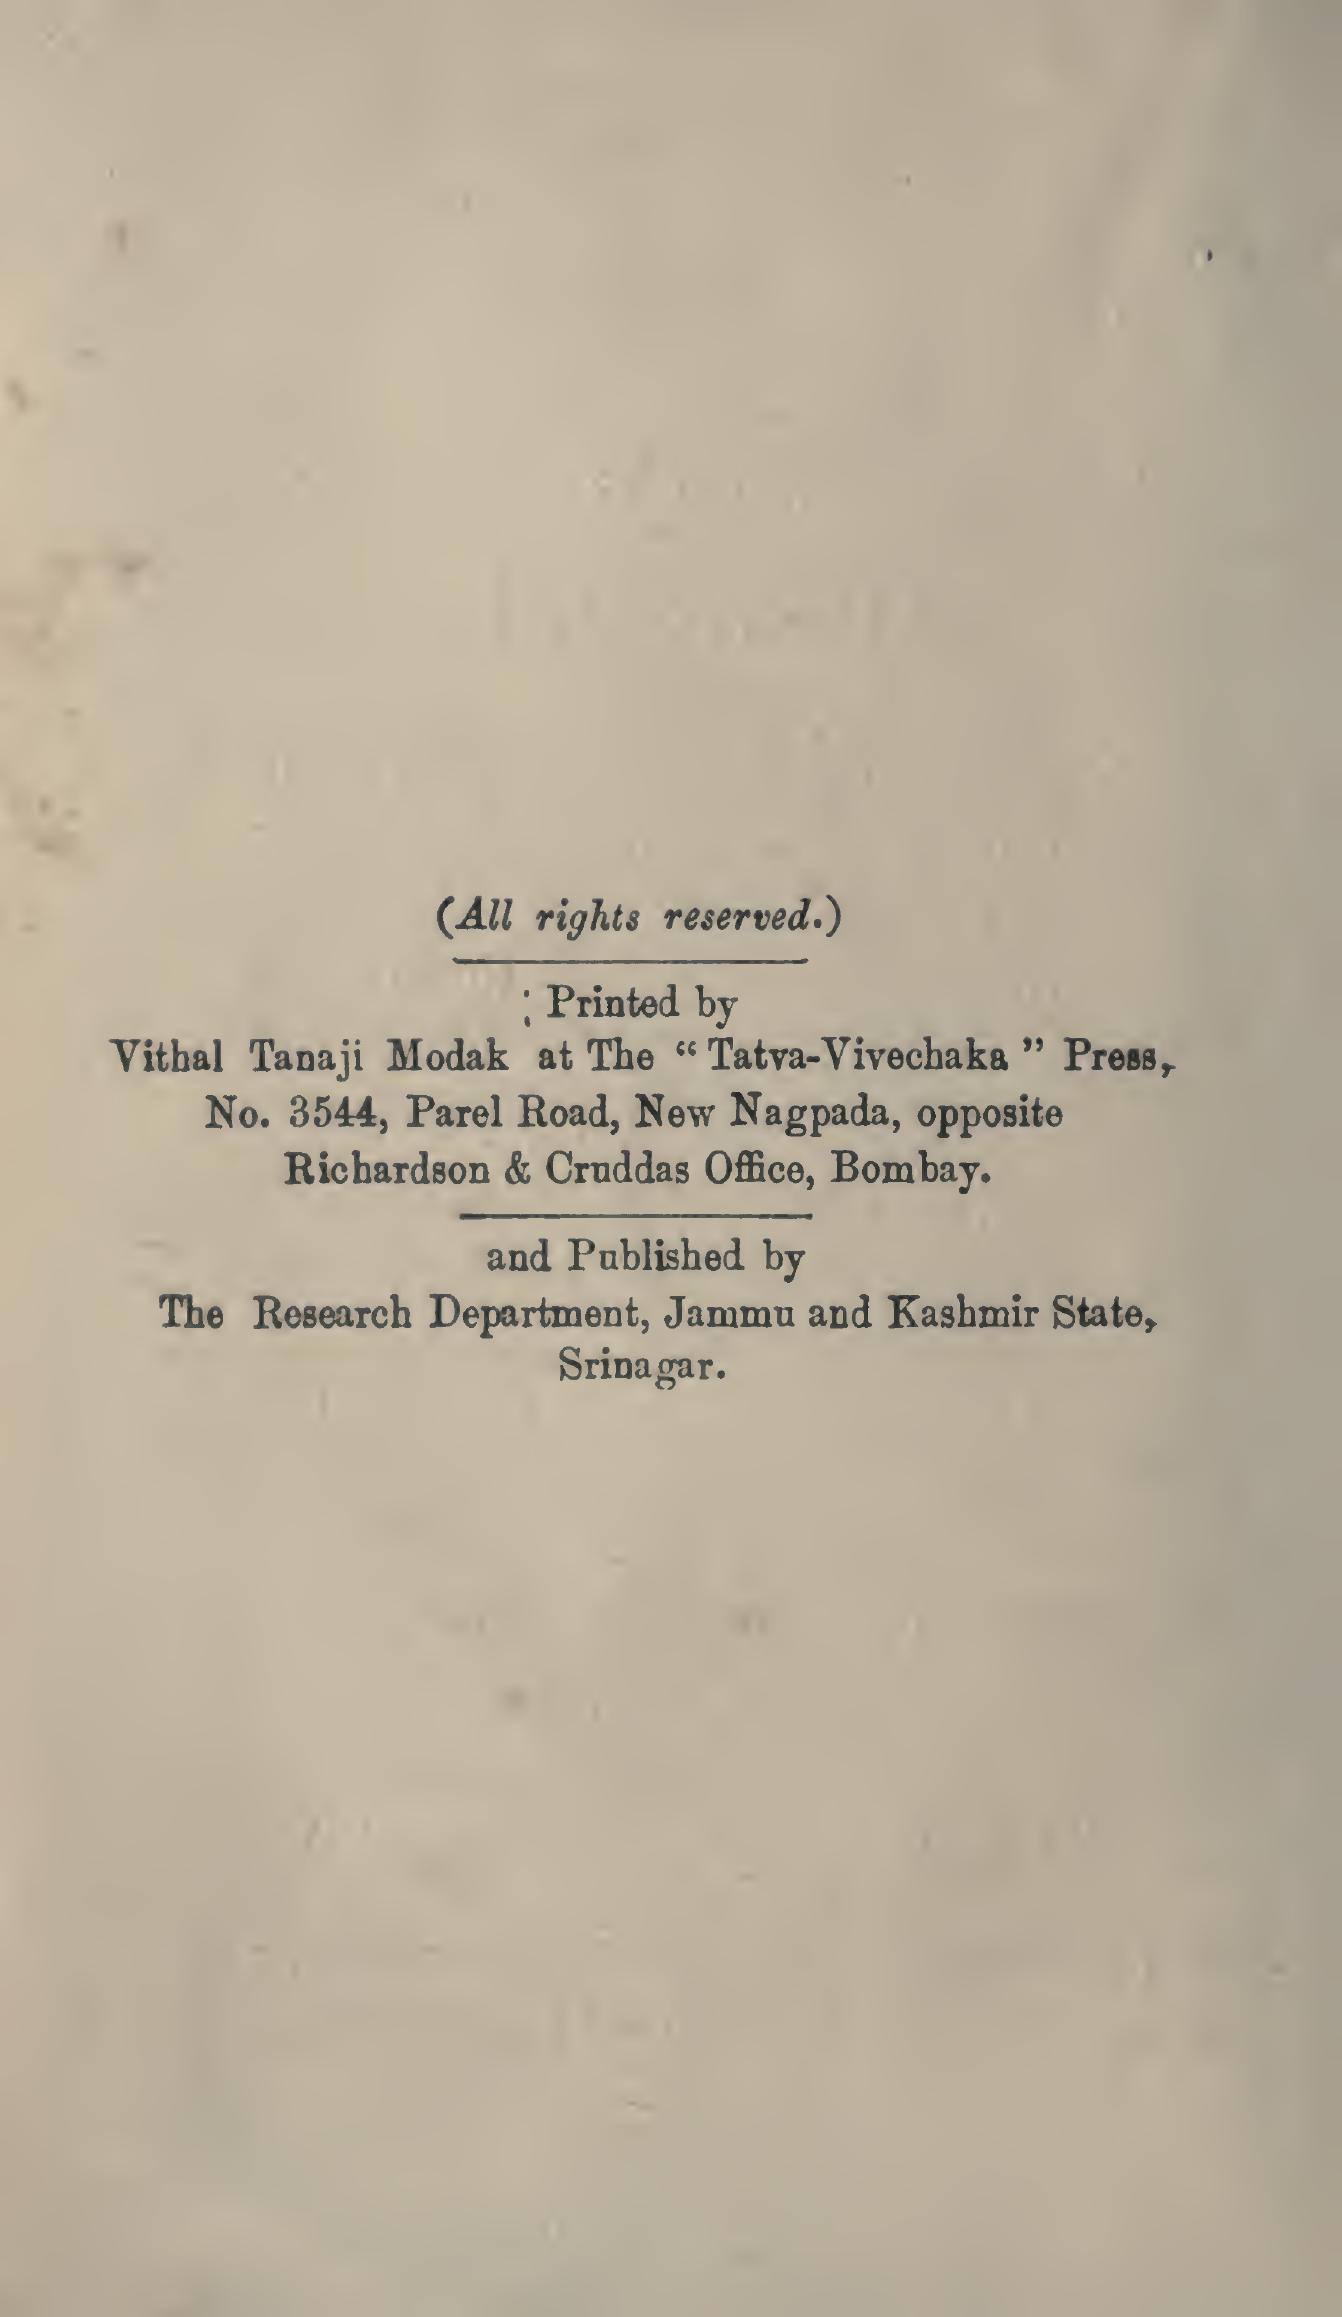 (All rights reserved.)
Printed by
Vithal Tanaji Modak at The “ Tatva-Vivechaka ” Press,
No. 3544, Parel Road, New Nagpada, opposite
Richardson & Cruddas Office, Bombay.
and Published by
The Research Department, Jammu and Kashmir State,
Srinagar.